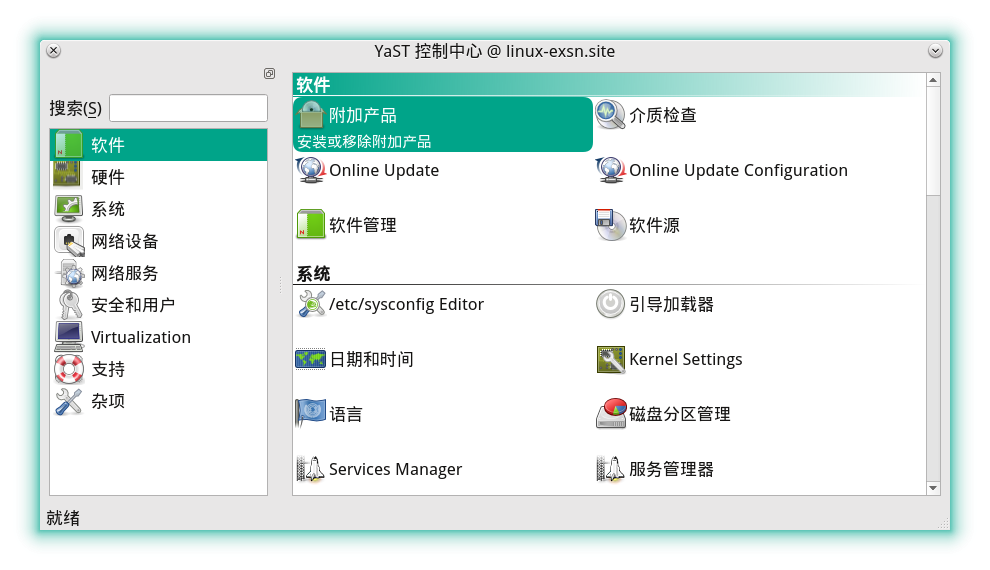 YaST 控制中心 @ linux-exsn.site
搜索(S)
软件
硬件
系统
网络设备
网络服务
安全和用户
Virtualization
支持
杂项
软件
附加产品
安装或移除附加产品
介质检查
Online Update
Online Update Configuration
软件管理
软件源
系统
/etc/sysconfig Editor
引导加载器
日期和时间
Kernel Settings
语言
磁盘分区管理
Services Manager
服务管理器
就绪